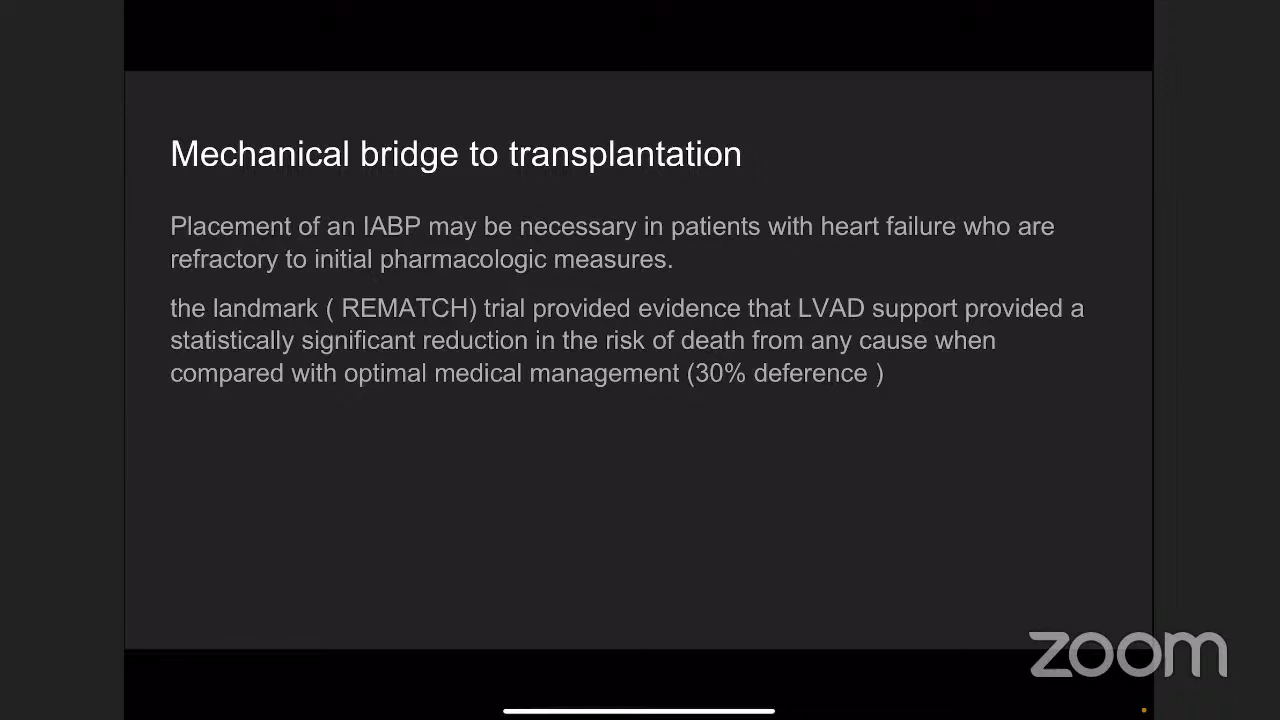 Mechanical bridge to transplantation
Placement of an IABP may be necessary in patients with heart failure who are
refractory to initial pharmacologic measures.
the landmark ( REMATCH) trial provided evidence that LVAD support provided a
statistically significant reduction in the risk of death from any cause when
compared with optimal medical management (30% deference )
zoom